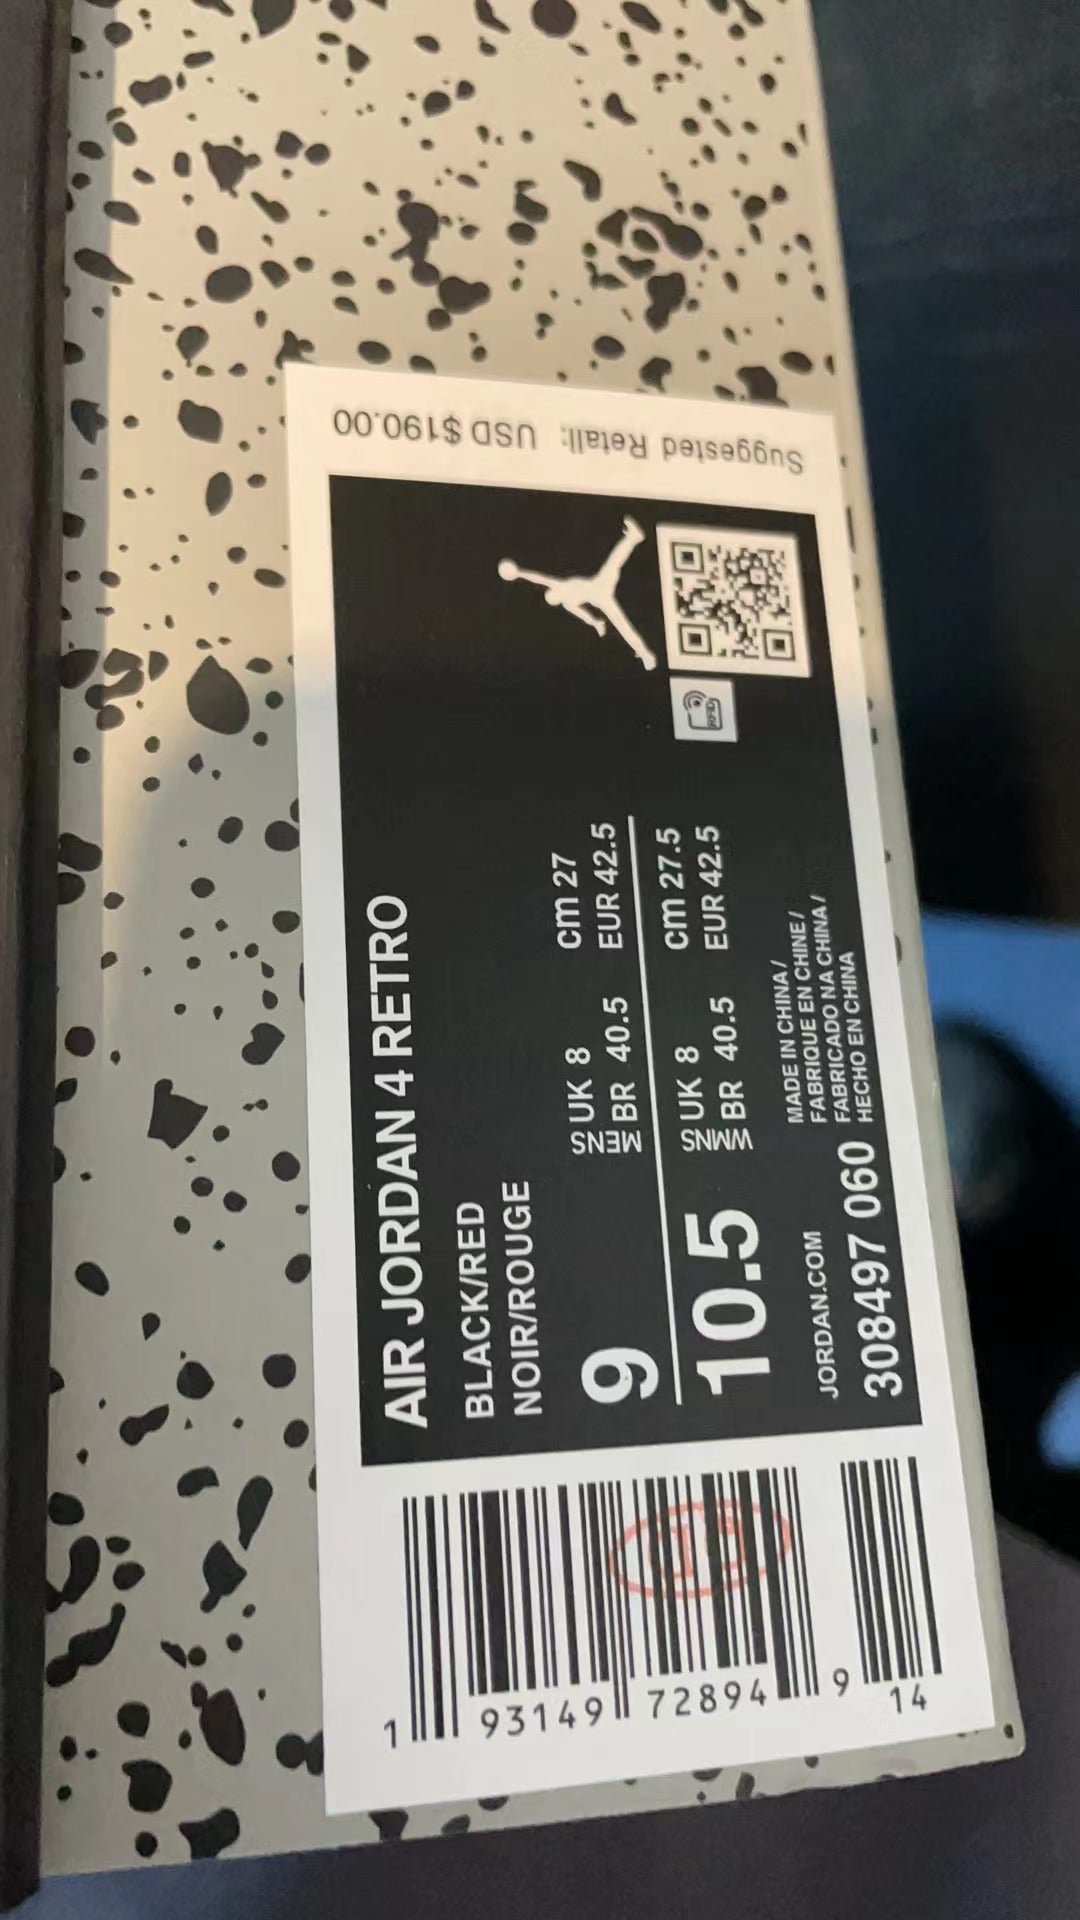 Suggested Retail: USD $190.00
AIR JORDAN 4 RETRO
BLACK/RED
NOIR/ROUGE
9
MENS
UK 8
cm 27
BR 40.5
EUR 42.5
10.5
WMNS
UK 8
cm 27.5
BR 40.5
EUR 42.5
JORDAN.COM
MADE IN CHINA /
FABRIQUE EN CHINE /
FABRICADO NA CHINA /
HECHO EN CHINA
308497 060
1 93149 72894 9
14